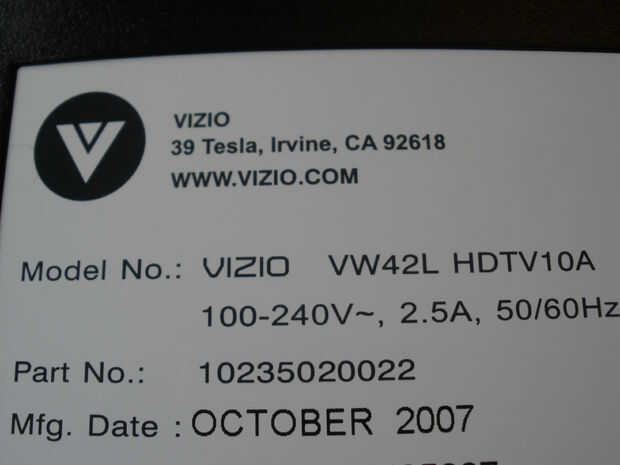 VIZIO
39 Tesla, Irvine, CA 92618
WWW.VIZIO.COM
Model No.: VIZIO VW42L HDTV10A
100-240V~, 2.5A, 50/60Hz
Part No.: 10235020022
Mfg. Date : OCTOBER 2007